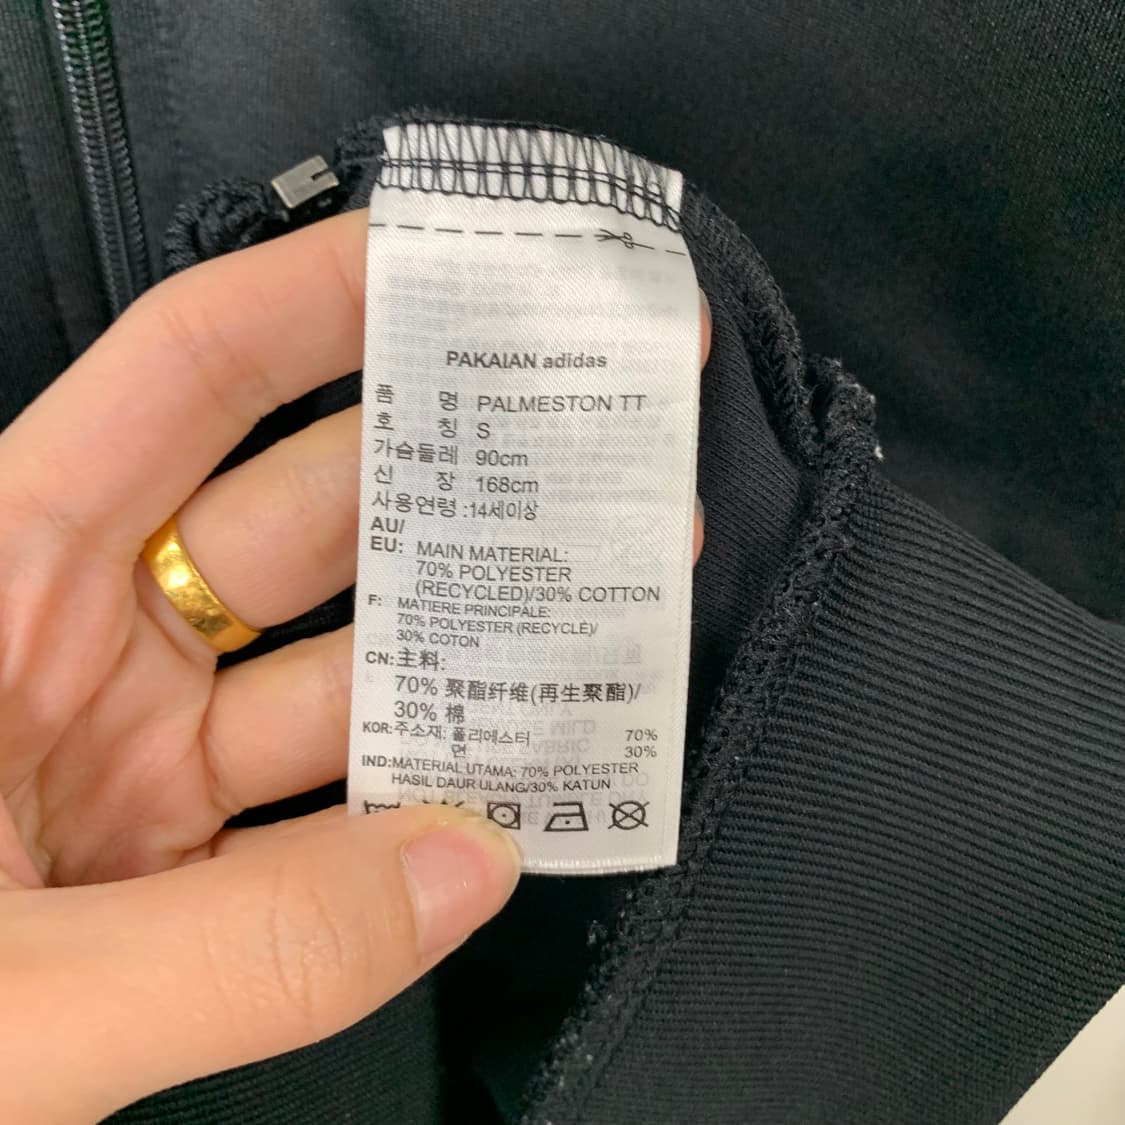 PAKAIAN adidas
품 명 PALMESTON TT
호 칭 S
가슴둘레 90cm
신 장 168cm
사용연령 :14세이상
AU/
EU: MAIN MATERIAL:
70% POLYESTER
(RECYCLED)/30% COTTON
F: MATIERE PRINCIPALE:
70% POLYESTER (RECYCLÉ)/
30% COTON
CN:主料:
70% 聚酯纤维(再生聚酯)/
30% 棉
KOR:주소재: 폴리에스터 70%
면 30%
IND:MATERIAL UTAMA: 70% POLYESTER
HASIL DAUR ULANG/30% KATUN